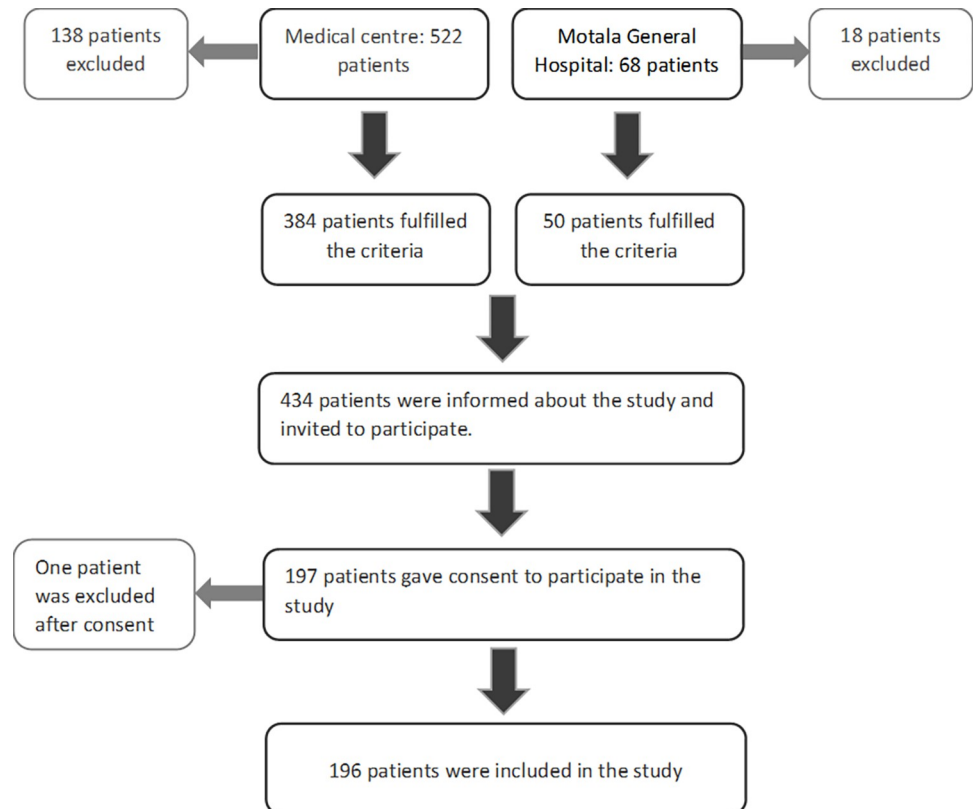 138 patients
excluded
Medical centre: 522
patients
Motala General
Hospital: 68 patients
18 patients
excluded
384 patients fulfilled
the criteria
50 patients fulfilled
the criteria
434 patients were informed about the study and
invited to participate.
One patient
was excluded
after consent
197 patients gave consent to participate in the
study
196 patients were included in the study